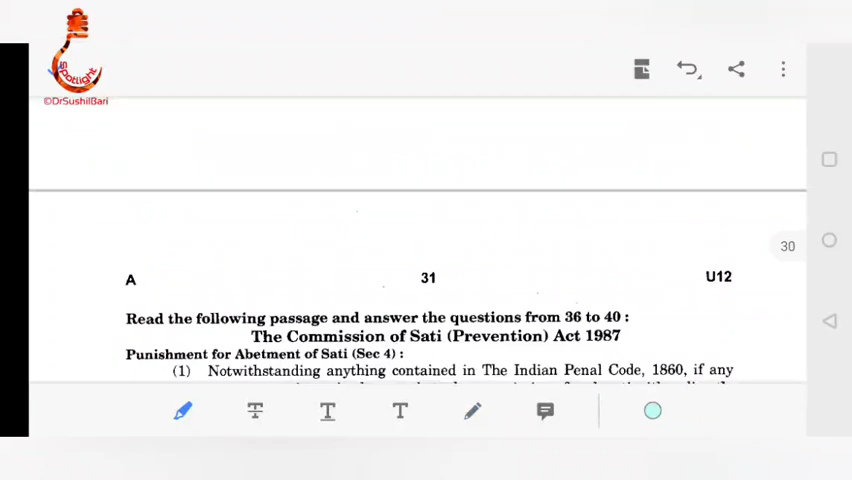 Spotlight
©DrSushilBari
30
A 31 U12
Read the following passage and answer the questions from 36 to 40 :
The Commission of Sati (Prevention) Act 1987
Punishment for Abetment of Sati (Sec 4) :
(1) Notwithstanding anything contained in The Indian Penal Code, 1860, if any
T T T